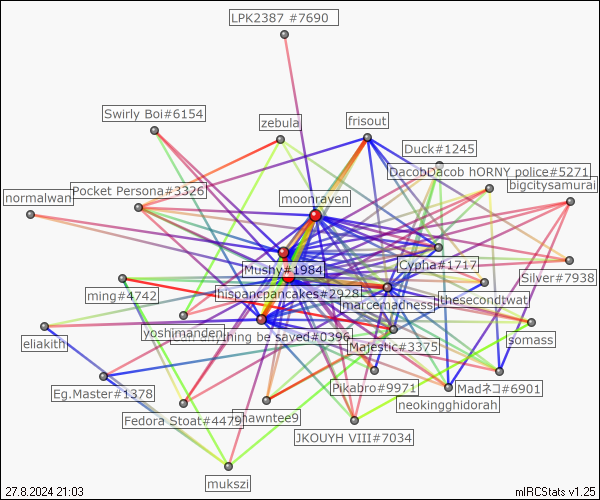 LPK2387 #7690
Swirly Boi#6154
zebula
frisout
Duck#1245
DacobDacob hORNY police#5271
bigcitysamurai
normalwan
Pocket Persona#3326
moonraven
Mushy#1984
Cypha#1717
Silver#7938
ming#4742
hispancpancakes#2928
marcemadness
thesecondtwat
yoshimanden
thing be saved#0396
somass
eliakith
Majestic#3375
Eg.Master#1378
Pikabro#9971
Madネコ#6901
neokingghidorah
Fedora Stoat#4479
hawntee9
JKOUYH VIII#7034
mukszi
27.8.2024 21:03
mIRCStats v1.25